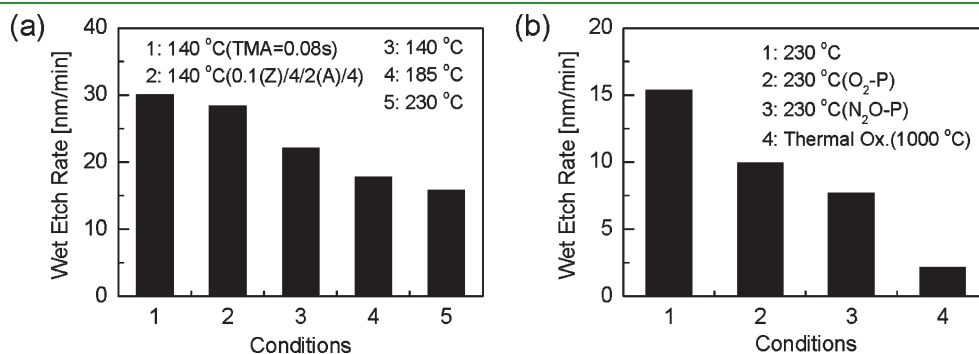 (a)
40
30
20
10
0
Wet Etch Rate [nm/min]
1: 140 °C(TMA=0.08s)
2: 140 °C(0.1(Z)/4/2(A)/4)
3: 140 °C
4: 185 °C
5: 230 °C
1 2 3 4 5
Conditions
(b)
20
15
10
5
0
Wet Etch Rate [nm/min]
1: 230 °C
2: 230 °C(O₂-P)
3: 230 °C(N₂O-P)
4: Thermal Ox.(1000 °C)
1 2 3 4
Conditions